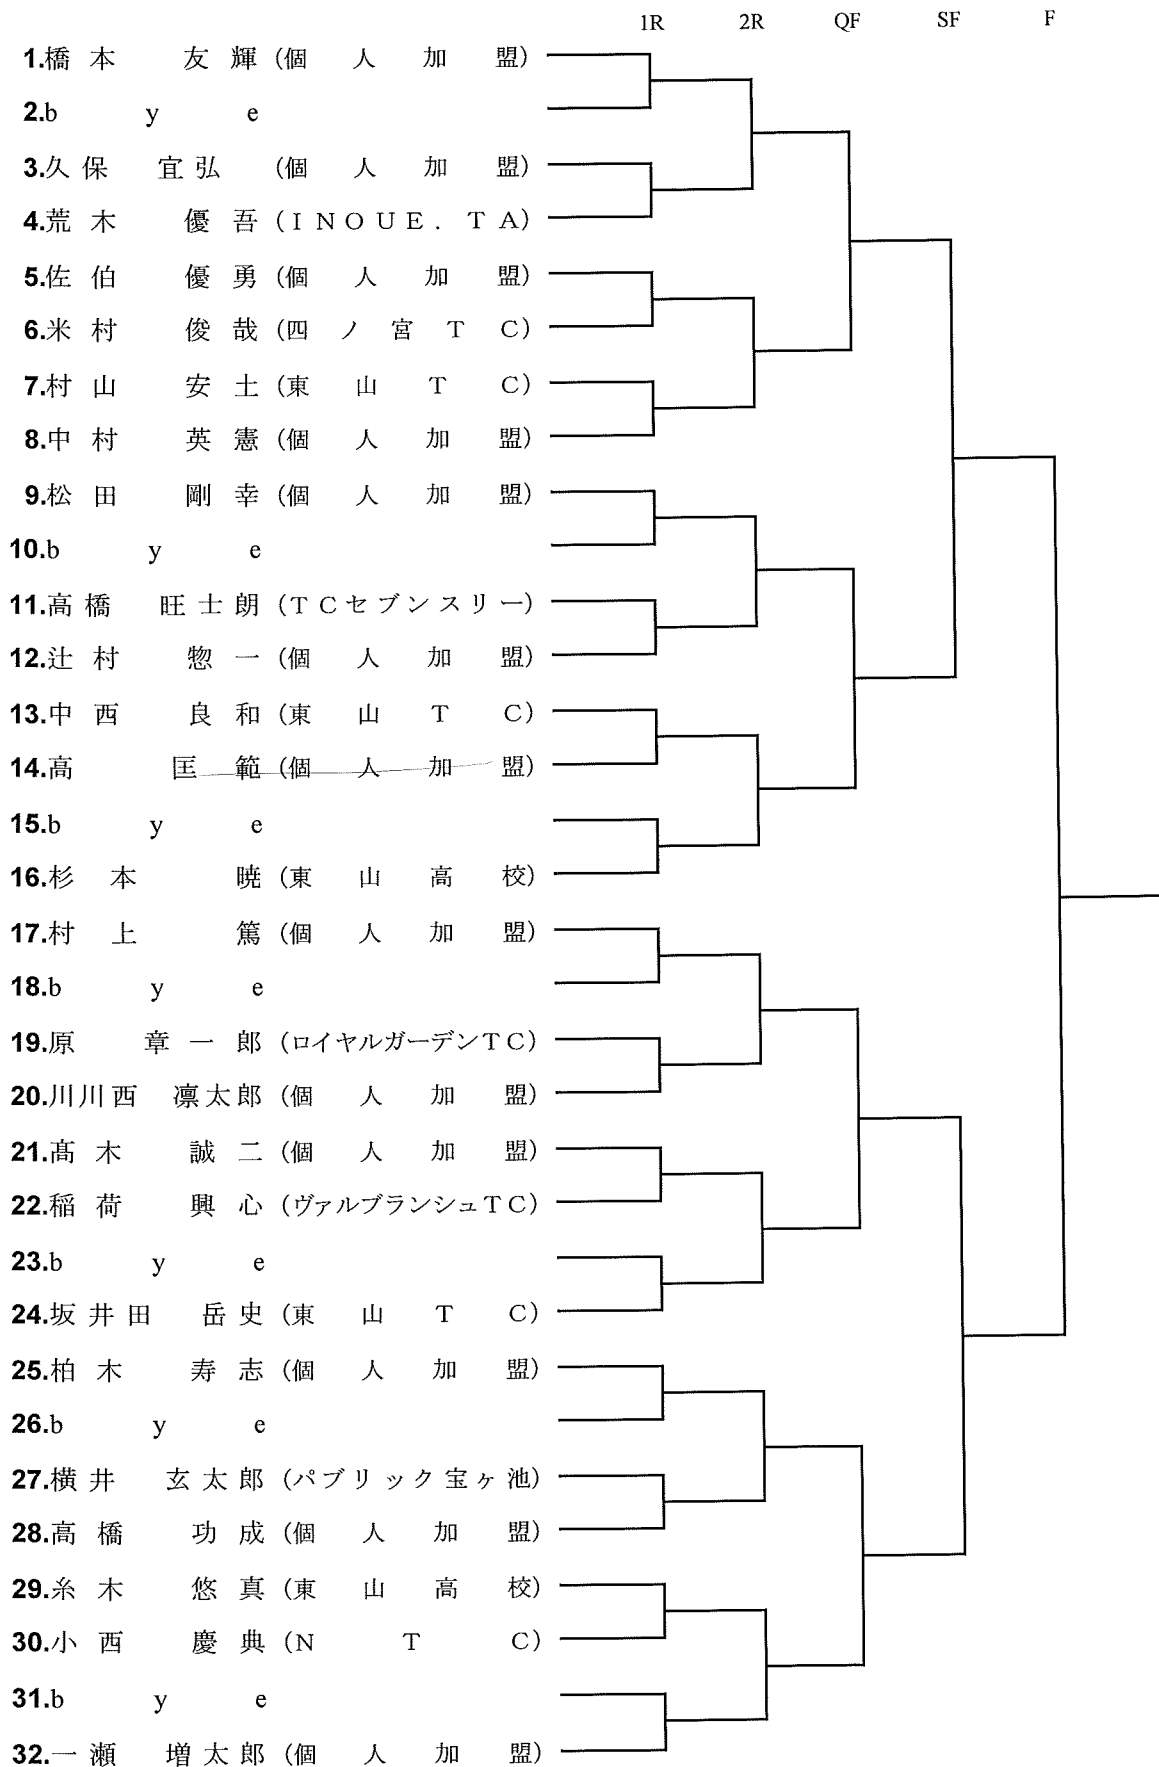 1R 2R QF SF F
1.橋本 友輝 (個人加盟)
2.bye
3.久保 宜弘 (個人加盟)
4.荒木 優吾 (INOUE.TA)
5.佐伯 優勇 (個人加盟)
6.米村 俊哉 (四ノ宮TC)
7.村山 安土 (東山TC)
8.中村 英憲 (個人加盟)
9.松田 剛幸 (個人加盟)
10.bye
11.高橋 旺士朗 (TCセブンスリー)
12.辻村 惣一 (個人加盟)
13.中西 良和 (東山TC)
14.高 匡範 (個人加盟)
15.bye
16.杉本 暁 (東山高校)
17.村上 篤 (個人加盟)
18.bye
19.原 章一郎 (ロイヤルガーデンTC)
20.川川西 凛太郎 (個人加盟)
21.髙木 誠二 (個人加盟)
22.稲荷 興心 (ヴァルブランシュTC)
23.bye
24.坂井田 岳史 (東山TC)
25.柏木 寿志 (個人加盟)
26.bye
27.横井 玄太郎 (パブリック宝ヶ池)
28.高橋 功成 (個人加盟)
29.糸木 悠真 (東山高校)
30.小西 慶典 (NTC)
31.bye
32.一瀬 増太郎 (個人加盟)